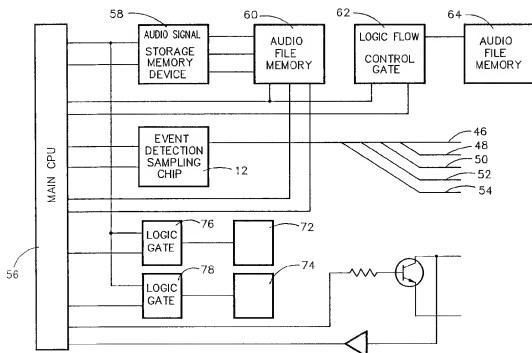 58
60
62
64
AUDIO SIGNAL
STORAGE
MEMORY
DEVICE
AUDIO
FILE
MEMORY
LOGIC FLOW
CONTROL
GATE
AUDIO
FILE
MEMORY
MAIN CPU
EVENT
DETECTION
SAMPLING
CHIP
12
46
48
50
52
54
76
72
LOGIC
GATE
56
78
74
LOGIC
GATE